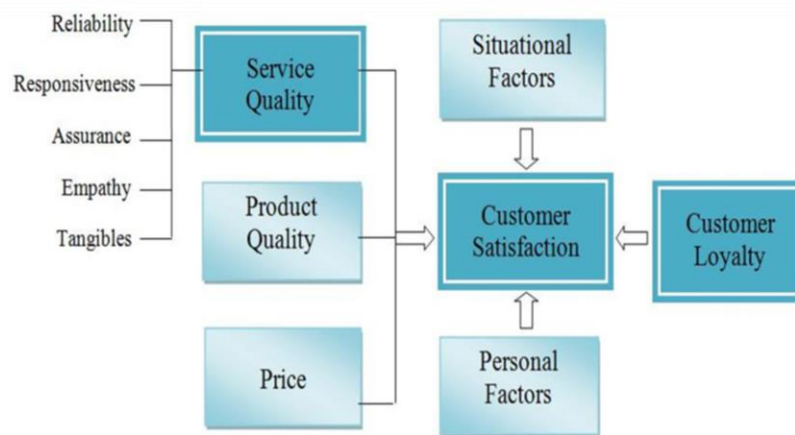 Reliability
Responsiveness
Assurance
Empathy
Tangibles
Service
Quality
Product
Quality
Price
Situational
Factors
Customer
Satisfaction
Personal
Factors
Customer
Loyalty